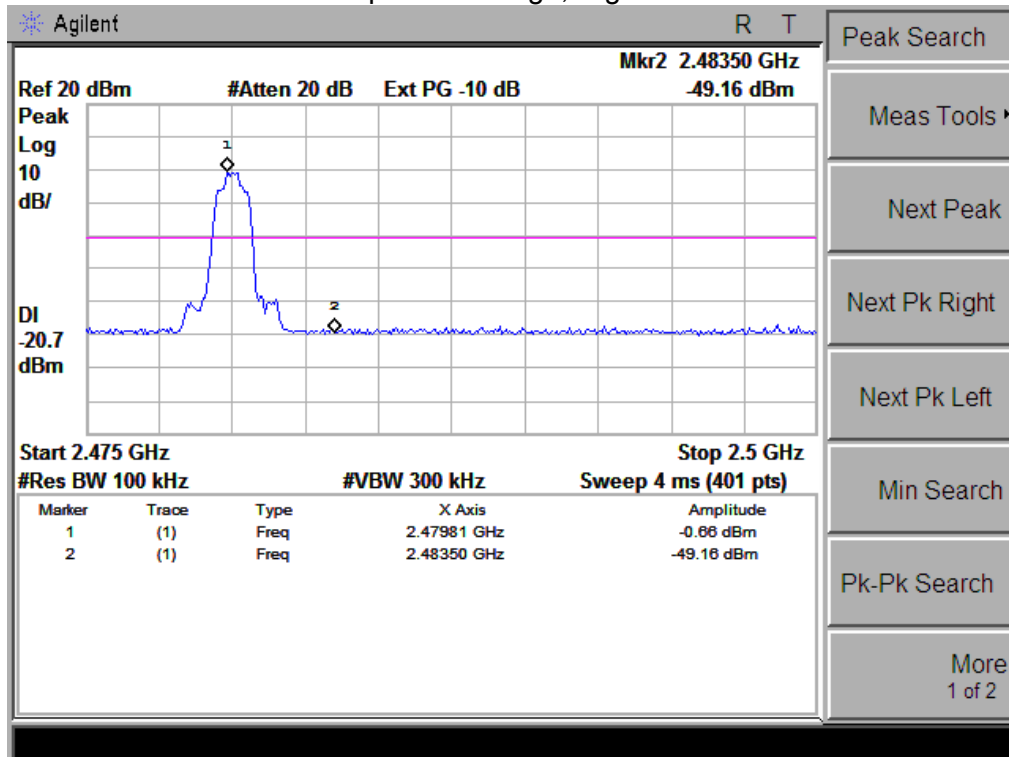 Agilent R T
Mkr2 2.48350 GHz
Ref 20 dBm #Atten 20 dB Ext PG -10 dB -49.16 dBm
Peak
Log
10
dB/
1
2
DI
-20.7
dBm
Start 2.475 GHz Stop 2.5 GHz
#Res BW 100 kHz #VBW 300 kHz Sweep 4 ms (401 pts)
Marker Trace Type X Axis Amplitude
1 (1) Freq 2.47981 GHz -0.66 dBm
2 (1) Freq 2.48350 GHz -49.16 dBm
Peak Search
Meas Tools
Next Peak
Next Pk Right
Next Pk Left
Min Search
Pk-Pk Search
More
1 of 2